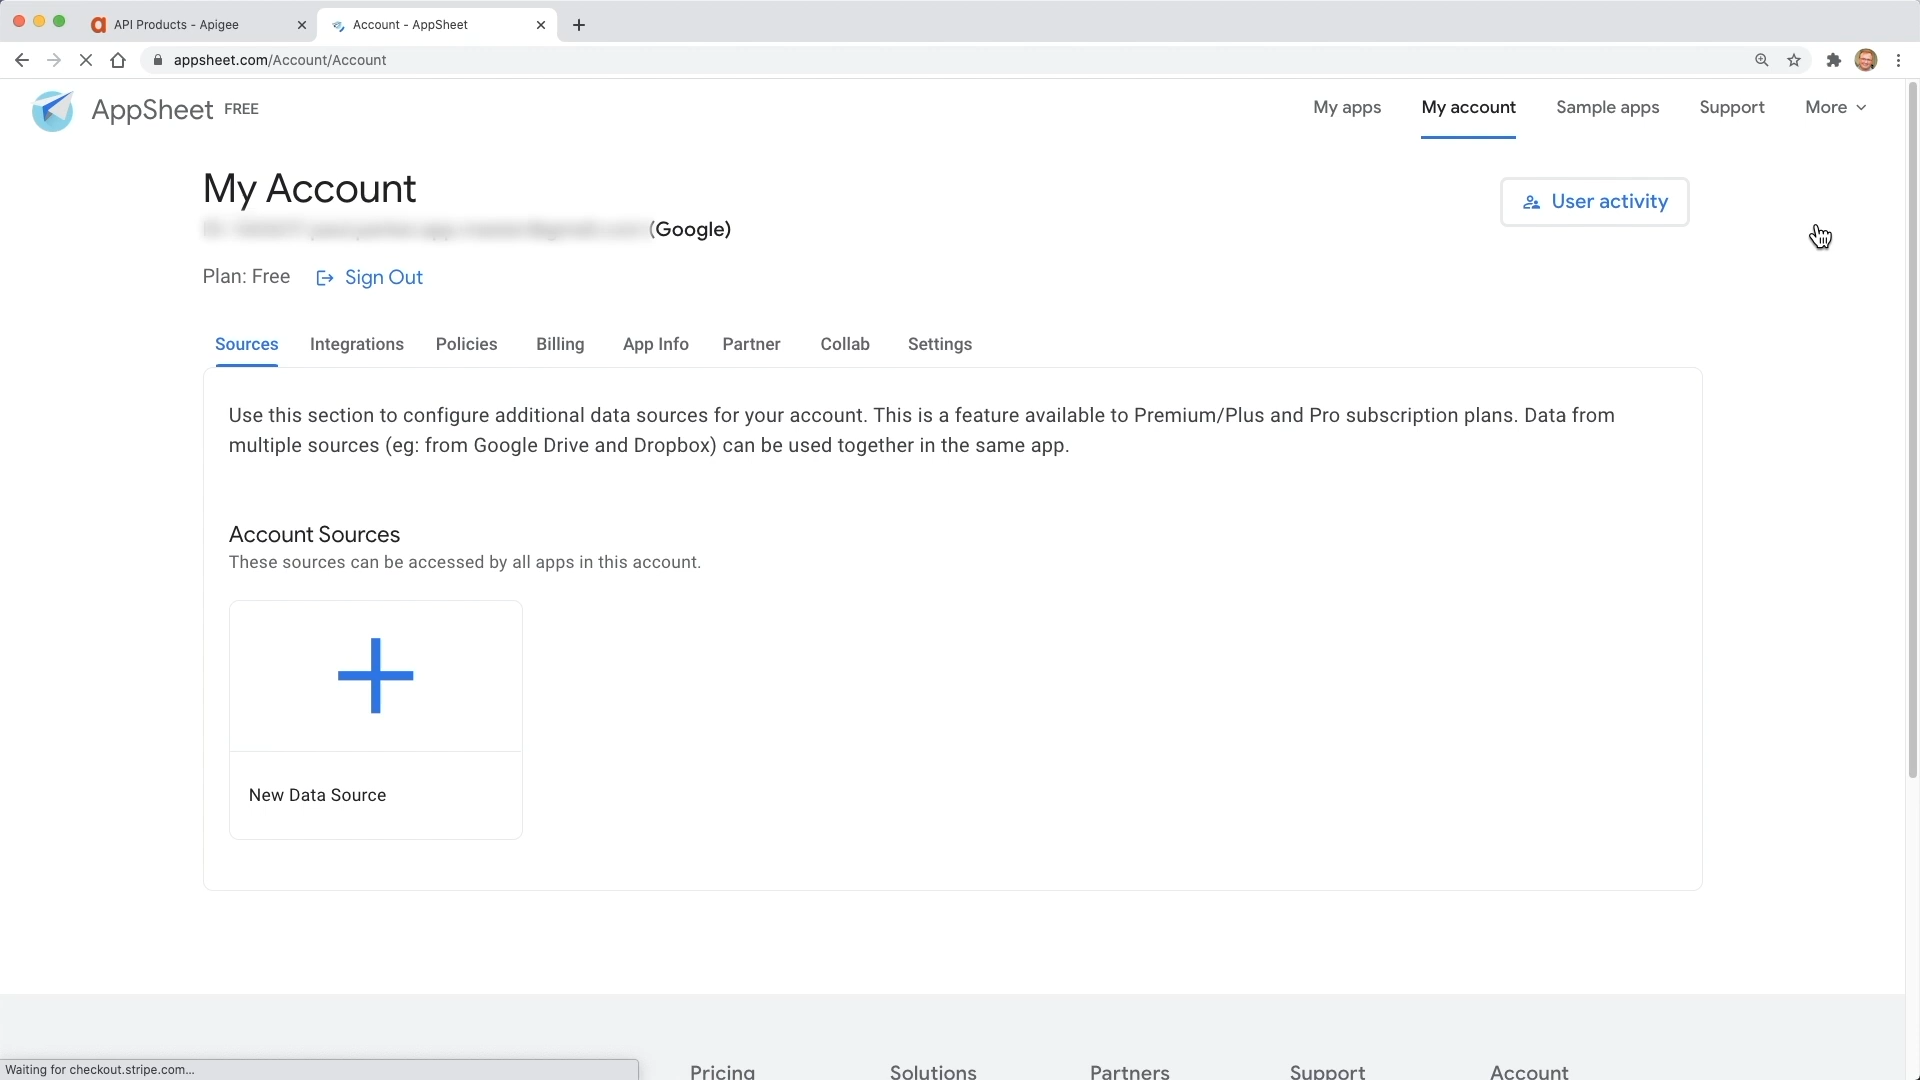 API Products - Apigee
Account - AppSheet
appsheet.com/Account/Account
AppSheet FREE
My apps
My account
Sample apps
Support
More
My Account
(Google)
User activity
Plan: Free
Sign Out
Sources
Integrations
Policies
Billing
App Info
Partner
Collab
Settings
Use this section to configure additional data sources for your account. This is a feature available to Premium/Plus and Pro subscription plans. Data from
multiple sources (eg: from Google Drive and Dropbox) can be used together in the same app.
Account Sources
These sources can be accessed by all apps in this account.
New Data Source
Pricing
Solutions
Partners
Support
Account
Waiting for checkout.stripe.com...